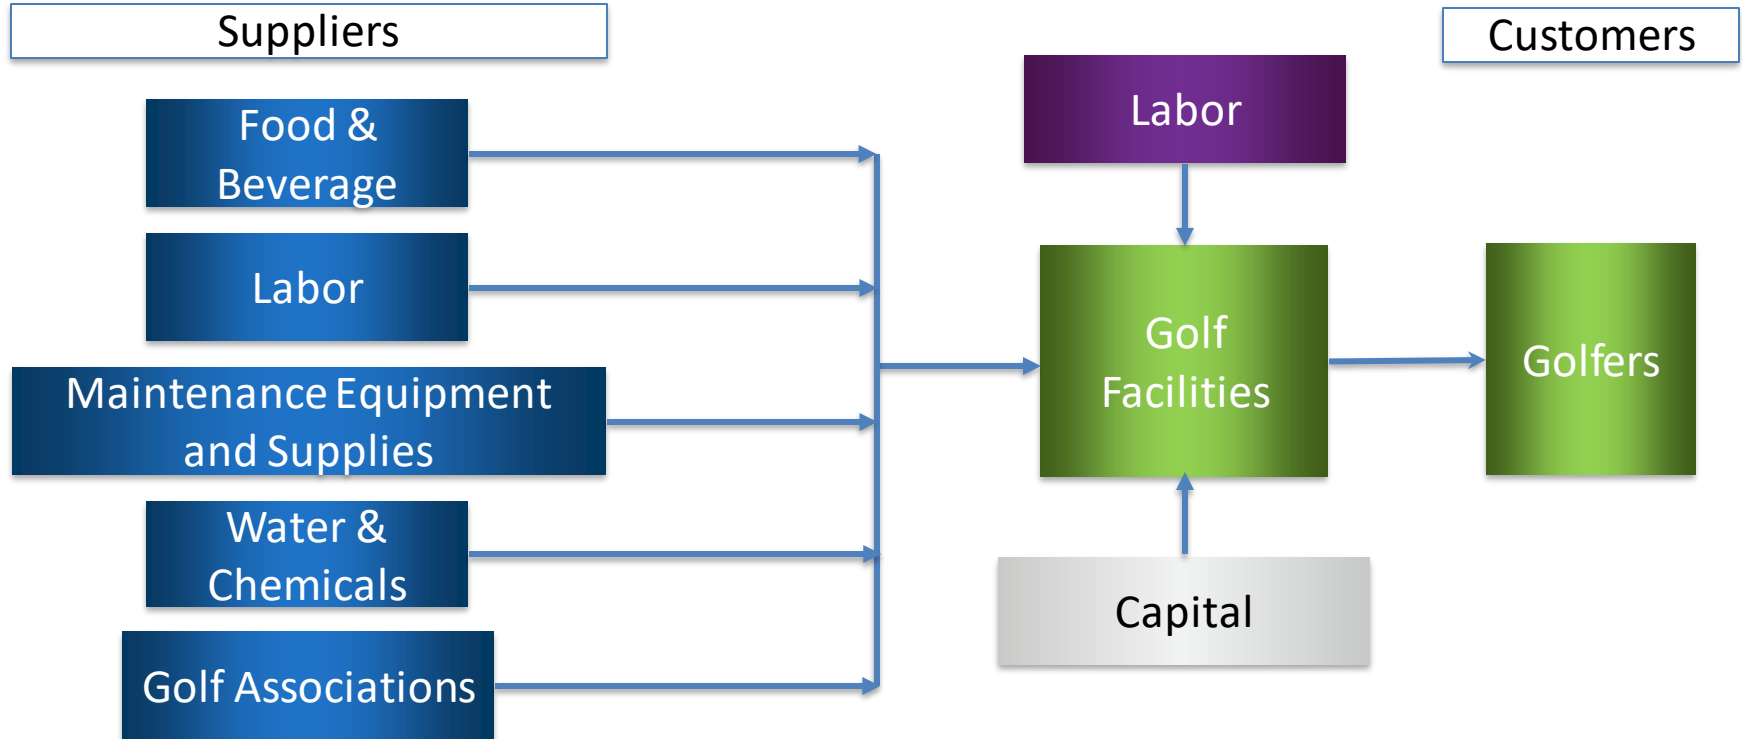 Suppliers
Customers
Food &
Beverage
Labor
Maintenance Equipment
and Supplies
Water &
Chemicals
Golf Associations
Labor
Golf
Facilities
Capital
Golfers